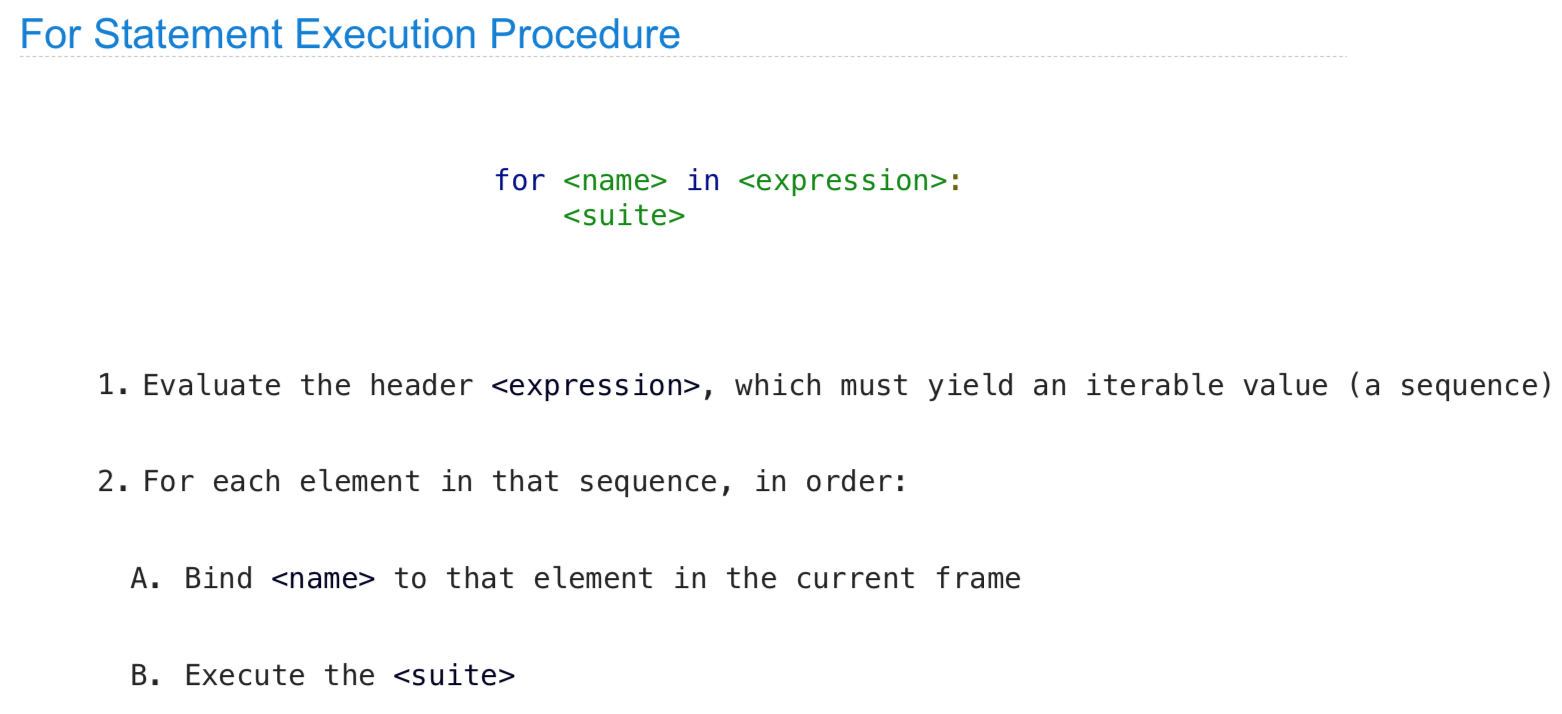 For Statement Execution Procedure
for <name> in <expression>:
    <suite>
1. Evaluate the header <expression>, which must yield an iterable value (a sequence)
2. For each element in that sequence, in order:
A. Bind <name> to that element in the current frame
B. Execute the <suite>